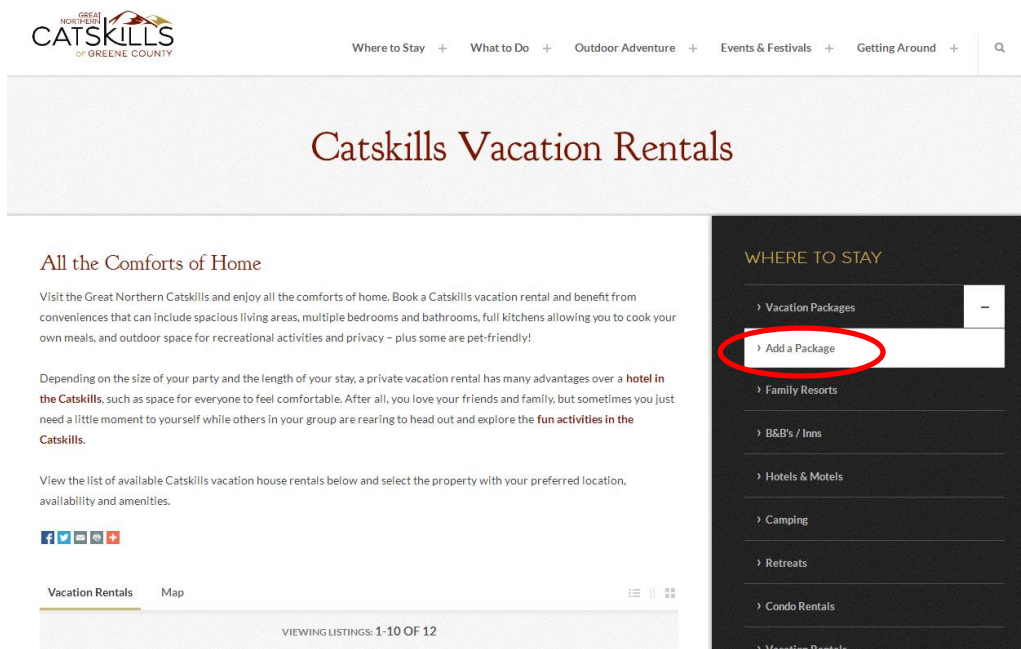 GREAT
NORTHERN
CATSKILLS
OF GREENE COUNTY
Where to Stay + What to Do + Outdoor Adventure + Events & Festivals + Getting Around +
Catskills Vacation Rentals
All the Comforts of Home
Visit the Great Northern Catskills and enjoy all the comforts of home. Book a Catskills vacation rental and benefit from
conveniences that can include spacious living areas, multiple bedrooms and bathrooms, full kitchens allowing you to cook your
own meals, and outdoor space for recreational activities and privacy – plus some are pet-friendly!
Depending on the size of your party and the length of your stay, a private vacation rental has many advantages over a hotel in
the Catskills, such as space for everyone to feel comfortable. After all, you love your friends and family, but sometimes you just
need a little moment to yourself while others in your group are rearing to head out and explore the fun activities in the
Catskills.
View the list of available Catskills vacation house rentals below and select the property with your preferred location,
availability and amenities.
Vacation Rentals Map
VIEWING LISTINGS: 1-10 OF 12
WHERE TO STAY
› Vacation Packages –
› Add a Package
› Family Resorts
› B&B's / Inns
› Hotels & Motels
› Camping
› Retreats
› Condo Rentals
› Vacation Rentals